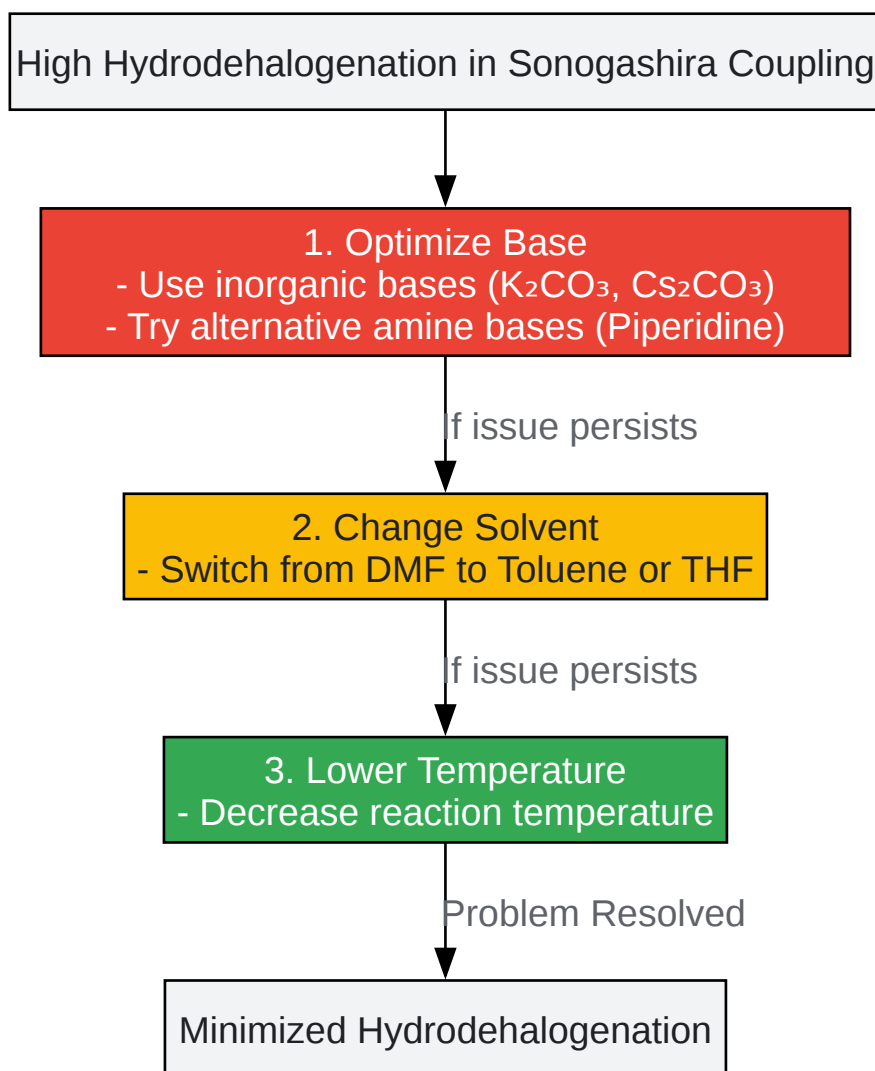 High Hydrodehalogenation in Sonogashira Coupling
1. Optimize Base
- Use inorganic bases (K₂CO₃, Cs₂CO₃)
- Try alternative amine bases (Piperidine)
If issue persists
2. Change Solvent
- Switch from DMF to Toluene or THF
If issue persists
3. Lower Temperature
- Decrease reaction temperature
Problem Resolved
Minimized Hydrodehalogenation